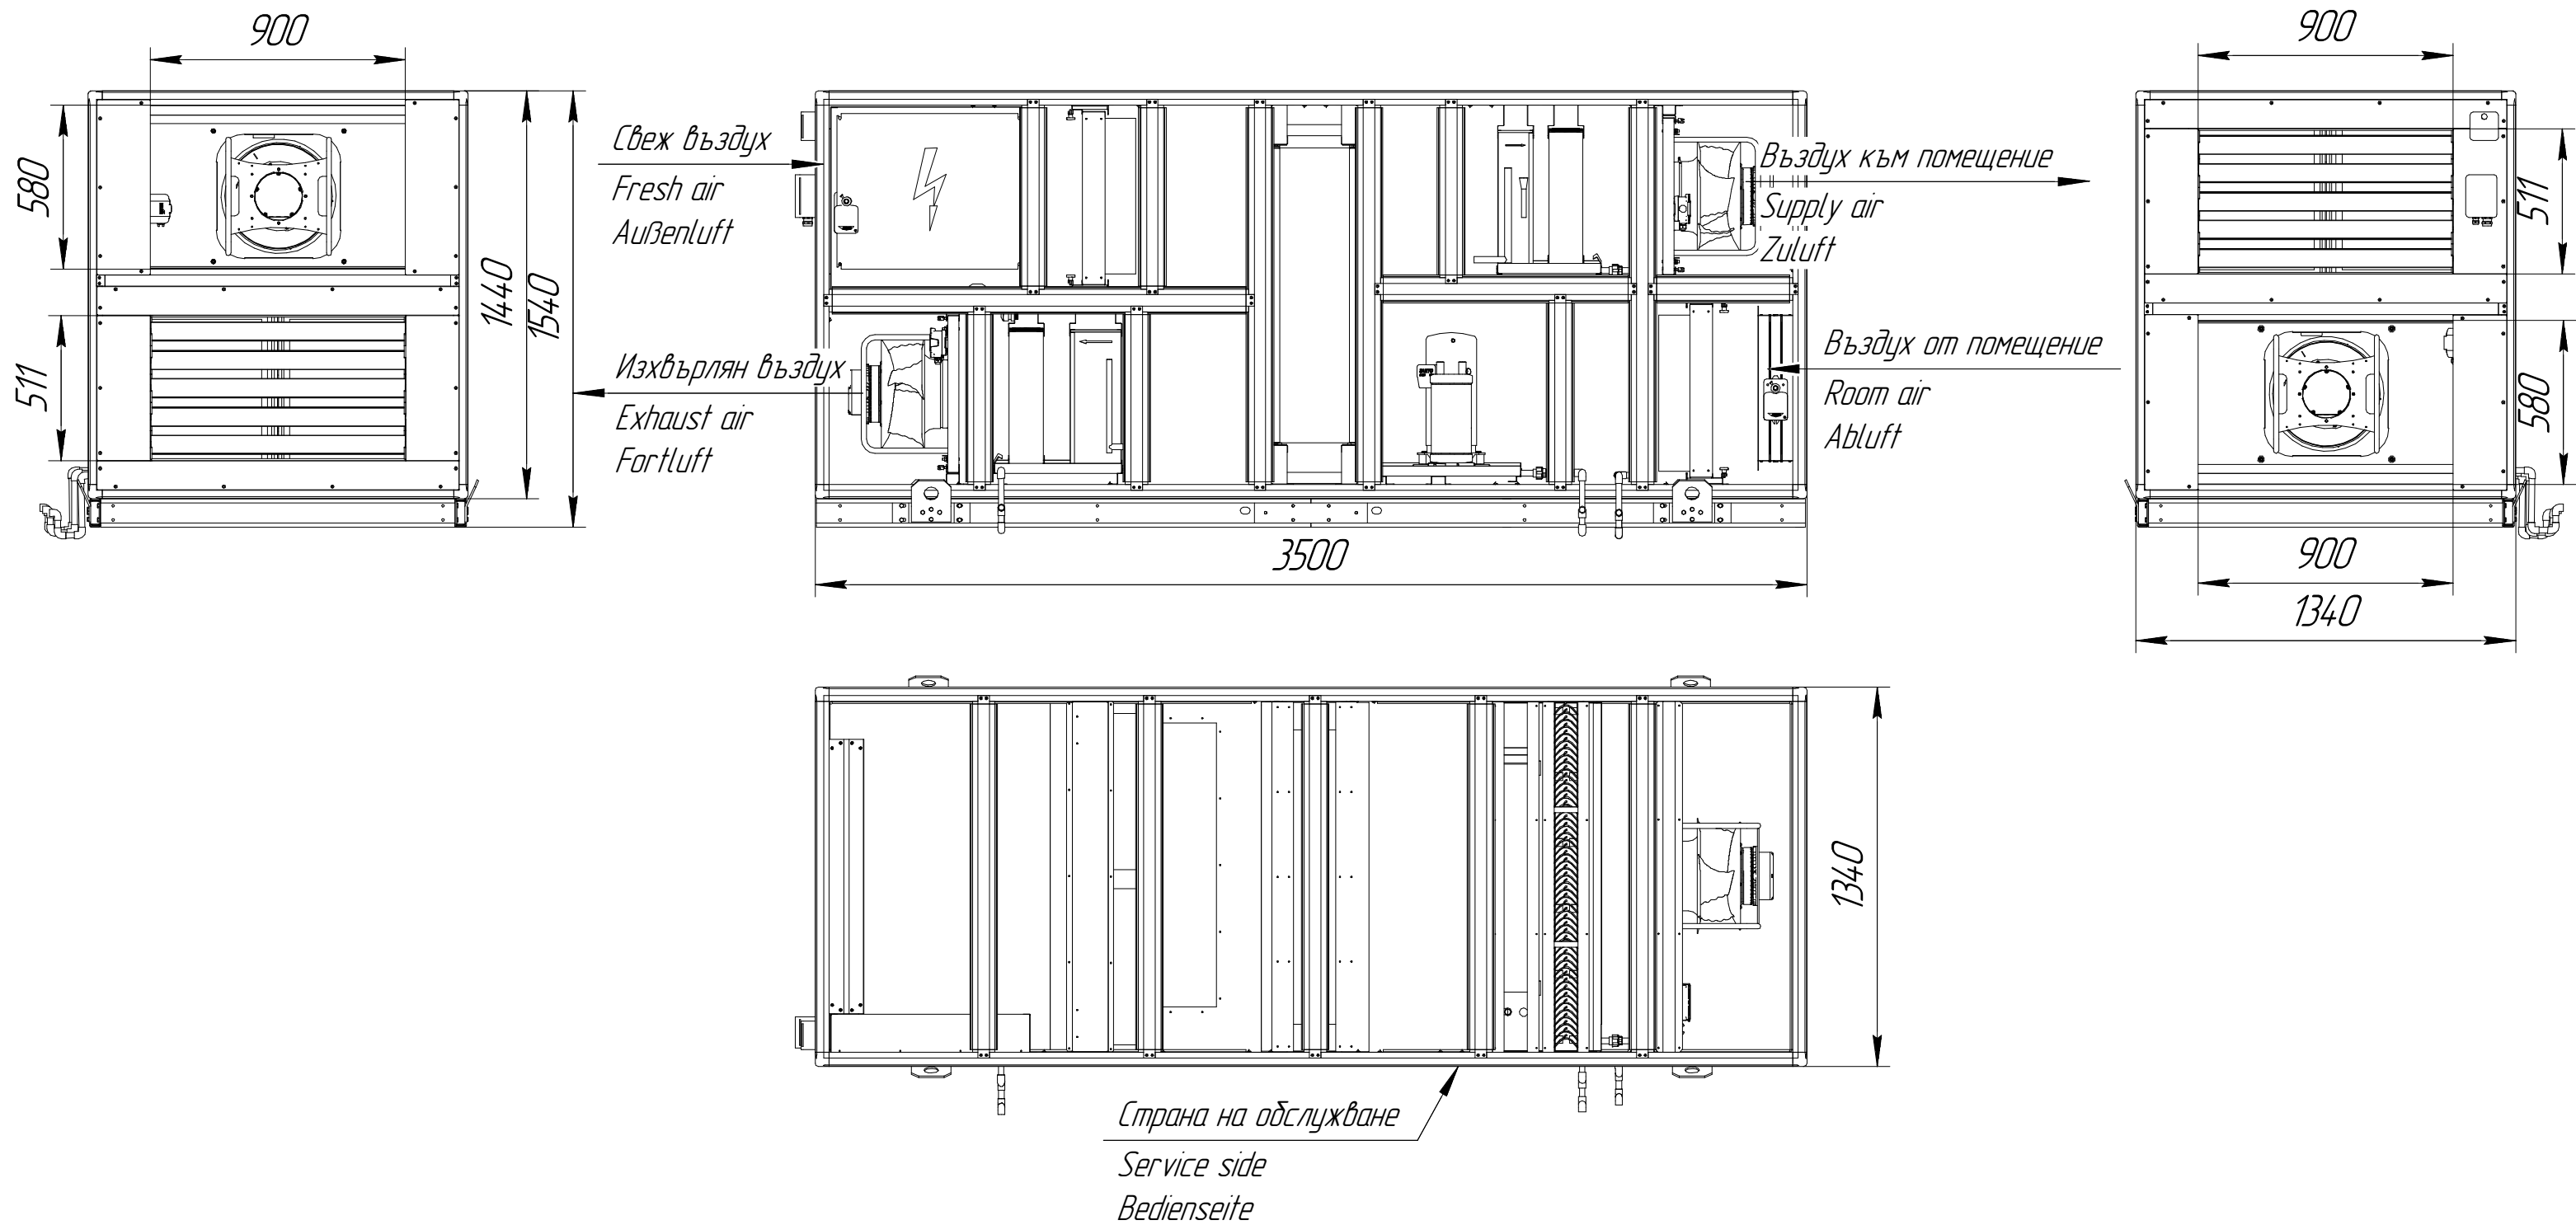 900
580
511
1440
1540
Свеж въздух
Fresh air
Außenluft
Изхвърлян въздух
Exhaust air
Fortluft
3500
Въздух към помещение
Supply air
Zuluft
Въздух от помещение
Room air
Abluft
900
511
580
900
1340
1340
Страна на обслужване
Service side
Bedienseite